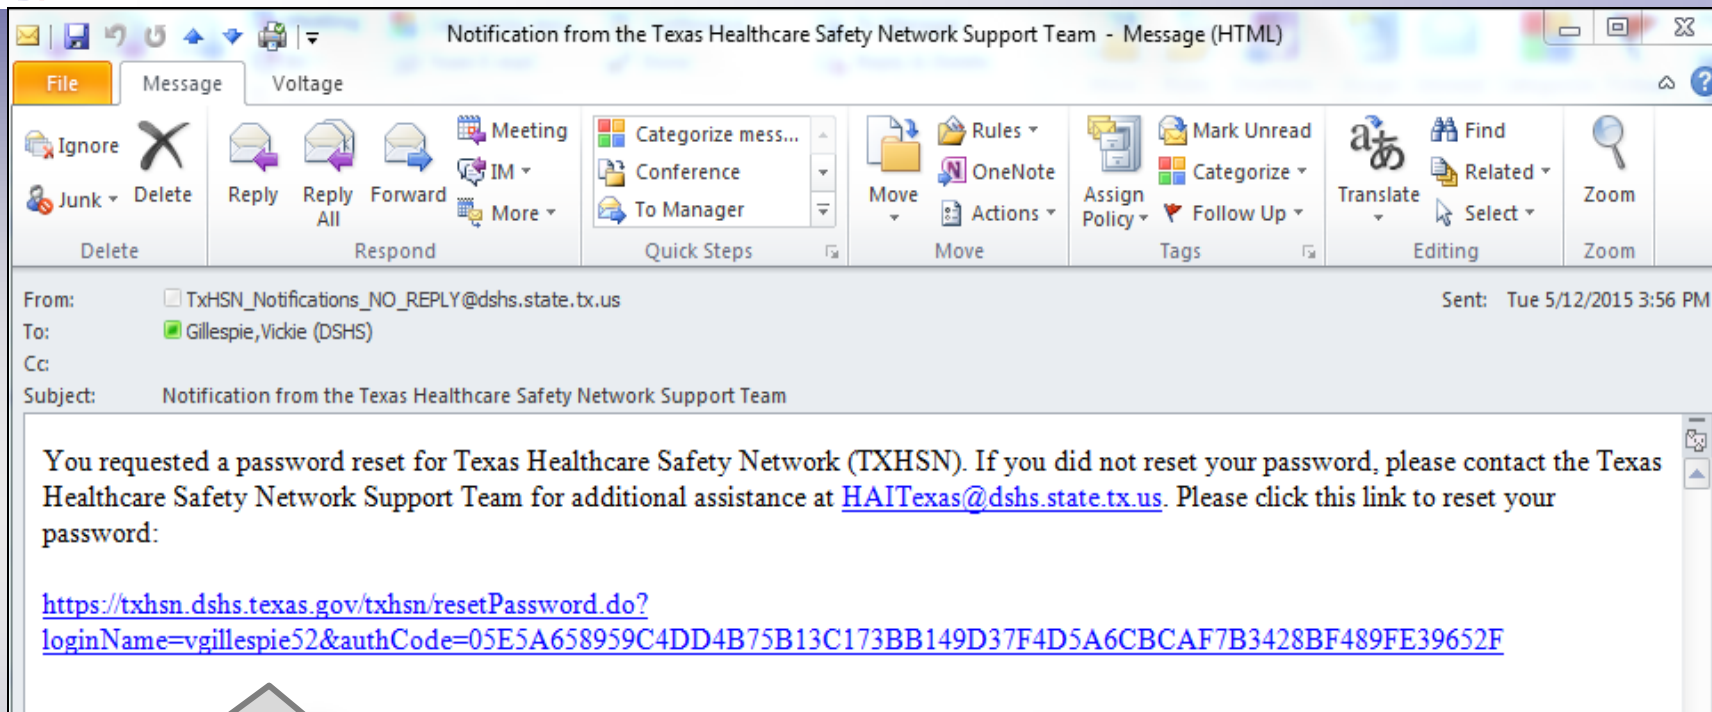 Notification from the Texas Healthcare Safety Network Support Team - Message (HTML)
File Message Voltage
Ignore
Junk
Delete
Reply
Reply All
Forward
Meeting
IM
More
Categorize mess...
Conference
To Manager
Move
Rules
OneNote
Actions
Assign Policy
Mark Unread
Categorize
Follow Up
Translate
Find
Related
Select
Zoom
Delete Respond Quick Steps Move Tags Editing Zoom
From: TxHSN_Notifications_NO_REPLY@dshs.state.tx.us Sent: Tue 5/12/2015 3:56 PM
To: Gillespie,Vickie (DSHS)
Cc:
Subject: Notification from the Texas Healthcare Safety Network Support Team
You requested a password reset for Texas Healthcare Safety Network (TXHSN). If you did not reset your password, please contact the Texas
Healthcare Safety Network Support Team for additional assistance at HAITexas@dshs.state.tx.us. Please click this link to reset your
password:
https://txhsn.dshs.texas.gov/txhsn/resetPassword.do?
loginName=vgillespie52&authCode=05E5A658959C4DD4B75B13C173BB149D37F4D5A6CBCAF7B3428BF489FE39652F